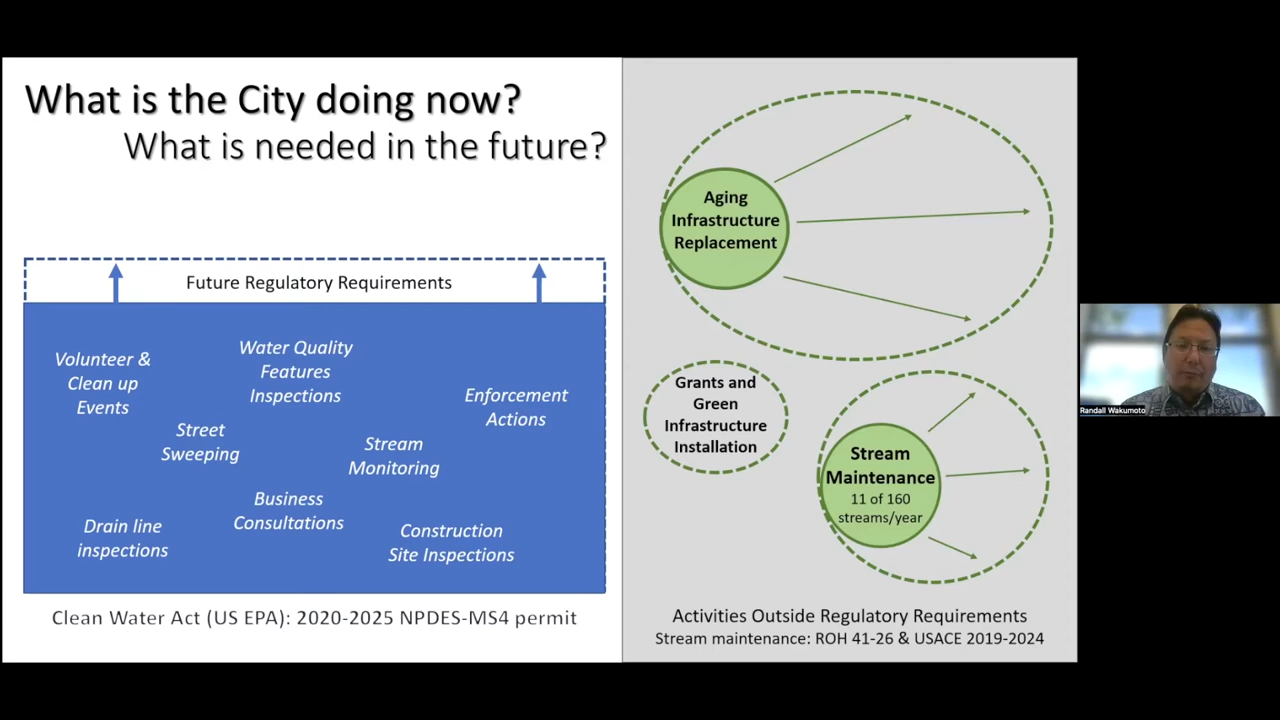 What is the City doing now?
What is needed in the future?
Future Regulatory Requirements
Volunteer &
Clean up
Events
Water Quality
Features
Inspections
Enforcement
Actions
Street
Sweeping
Stream
Monitoring
Business
Consultations
Drain line
inspections
Construction
Site Inspections
Clean Water Act (US EPA): 2020-2025 NPDES-MS4 permit
Aging
Infrastructure
Replacement
Grants and
Green
Infrastructure
Installation
Stream
Maintenance
11 of 160
streams/year
Activities Outside Regulatory Requirements
Stream maintenance: ROH 41-26 & USACE 2019-2024
Randall Wakumoto